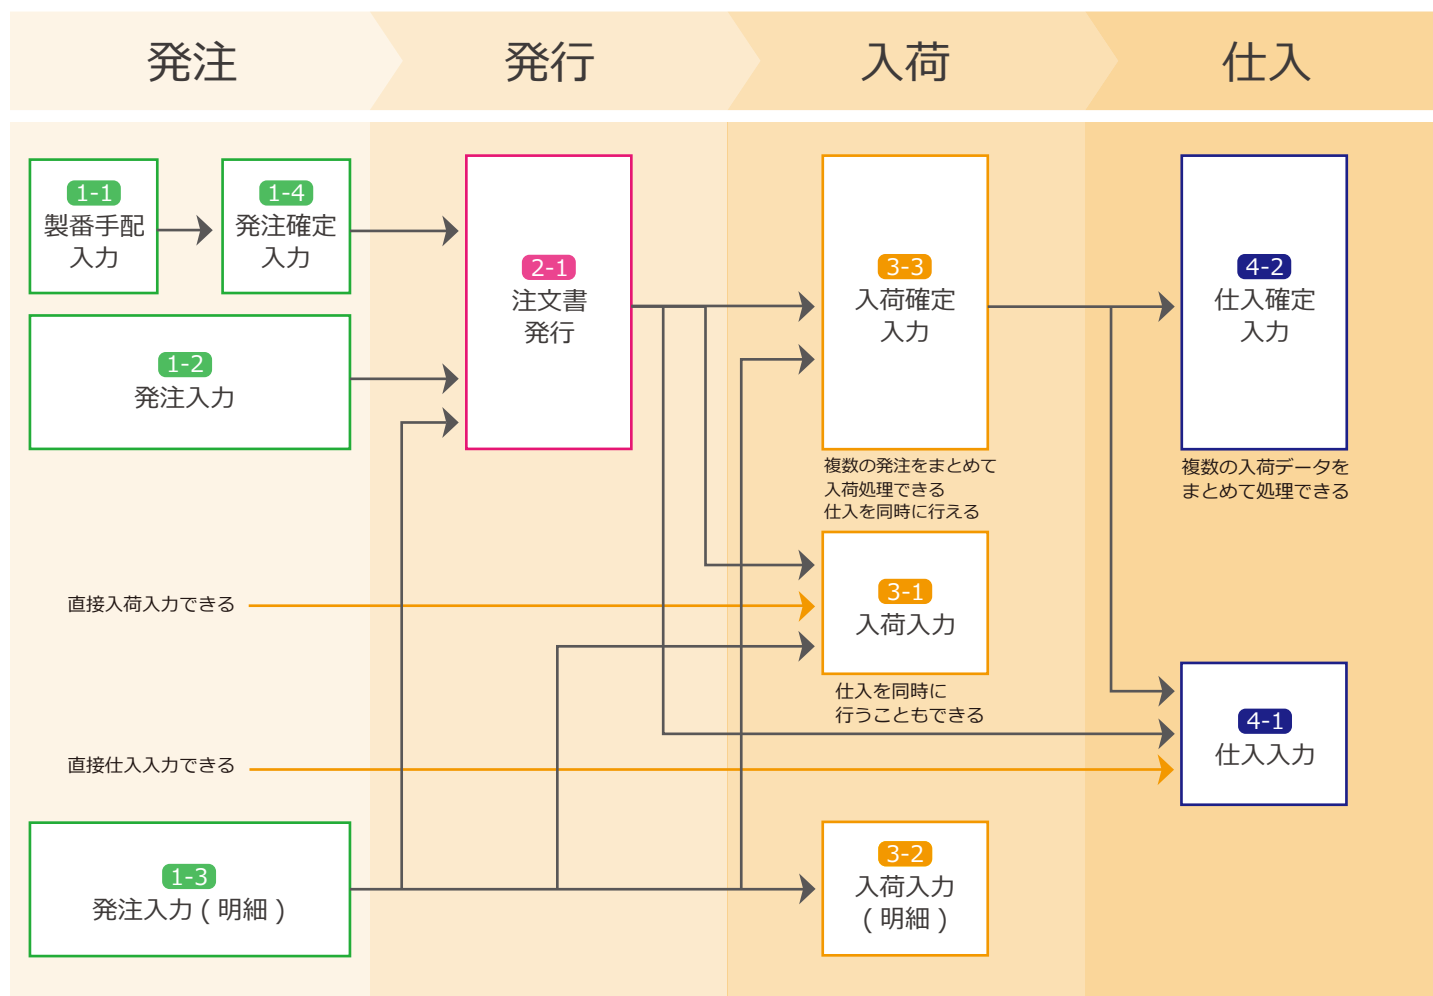 発注
発行
入荷
仕入
1-1
製番手配
入力
1-4
発注確定
入力
1-2
発注入力
2-1
注文書
発行
3-3
入荷確定
入力
複数の発注をまとめて
入荷処理できる
仕入を同時に行える
4-2
仕入確定
入力
複数の入荷データを
まとめて処理できる
直接入荷入力できる
3-1
入荷入力
仕入を同時に
行うこともできる
直接仕入入力できる
4-1
仕入入力
1-3
発注入力 ( 明細 )
3-2
入荷入力
( 明細 )